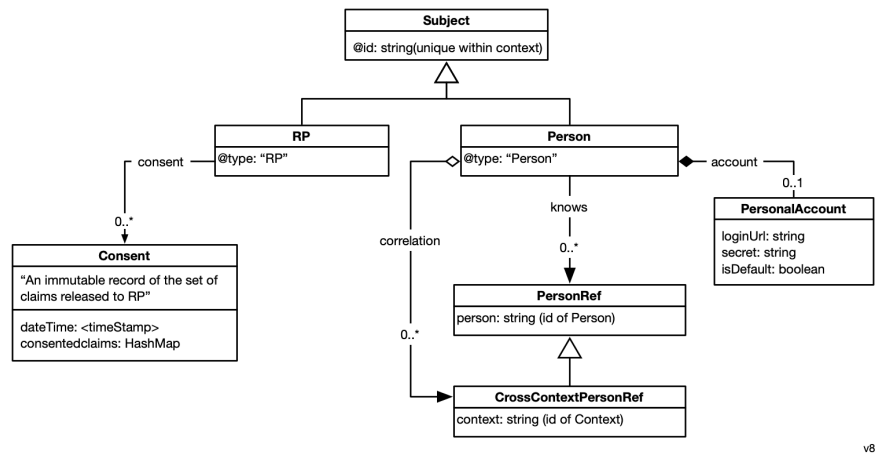 Subject
@id: string(unique within context)
RP
@type: “RP”
Person
@type: “Person”
consent
account
0..1
0..*
knows
PersonalAccount
loginUrl: string
secret: string
isDefault: boolean
correlation
0..*
Consent
“An immutable record of the set of
claims released to RP”
dateTime: <timeStamp>
consentedclaims: HashMap
PersonRef
person: string (id of Person)
0..*
CrossContextPersonRef
context: string (id of Context)
v8